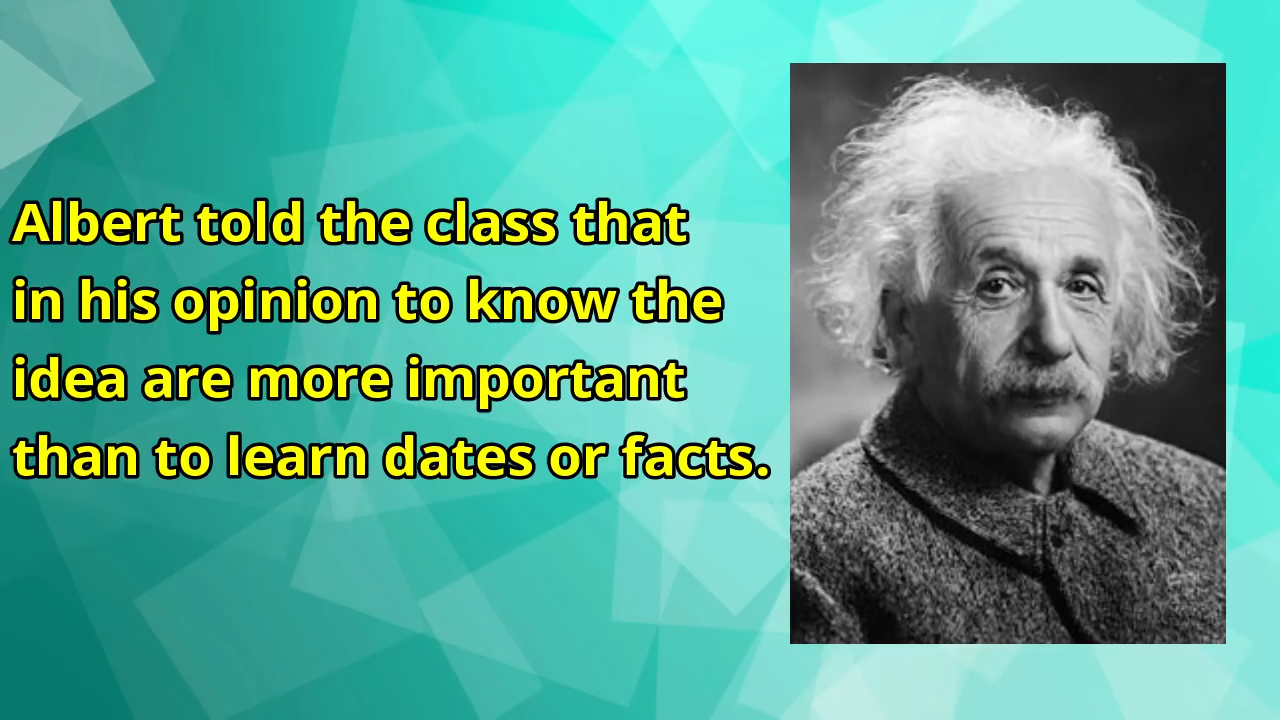 Albert told the class that
in his opinion to know the
idea are more important
than to learn dates or facts.